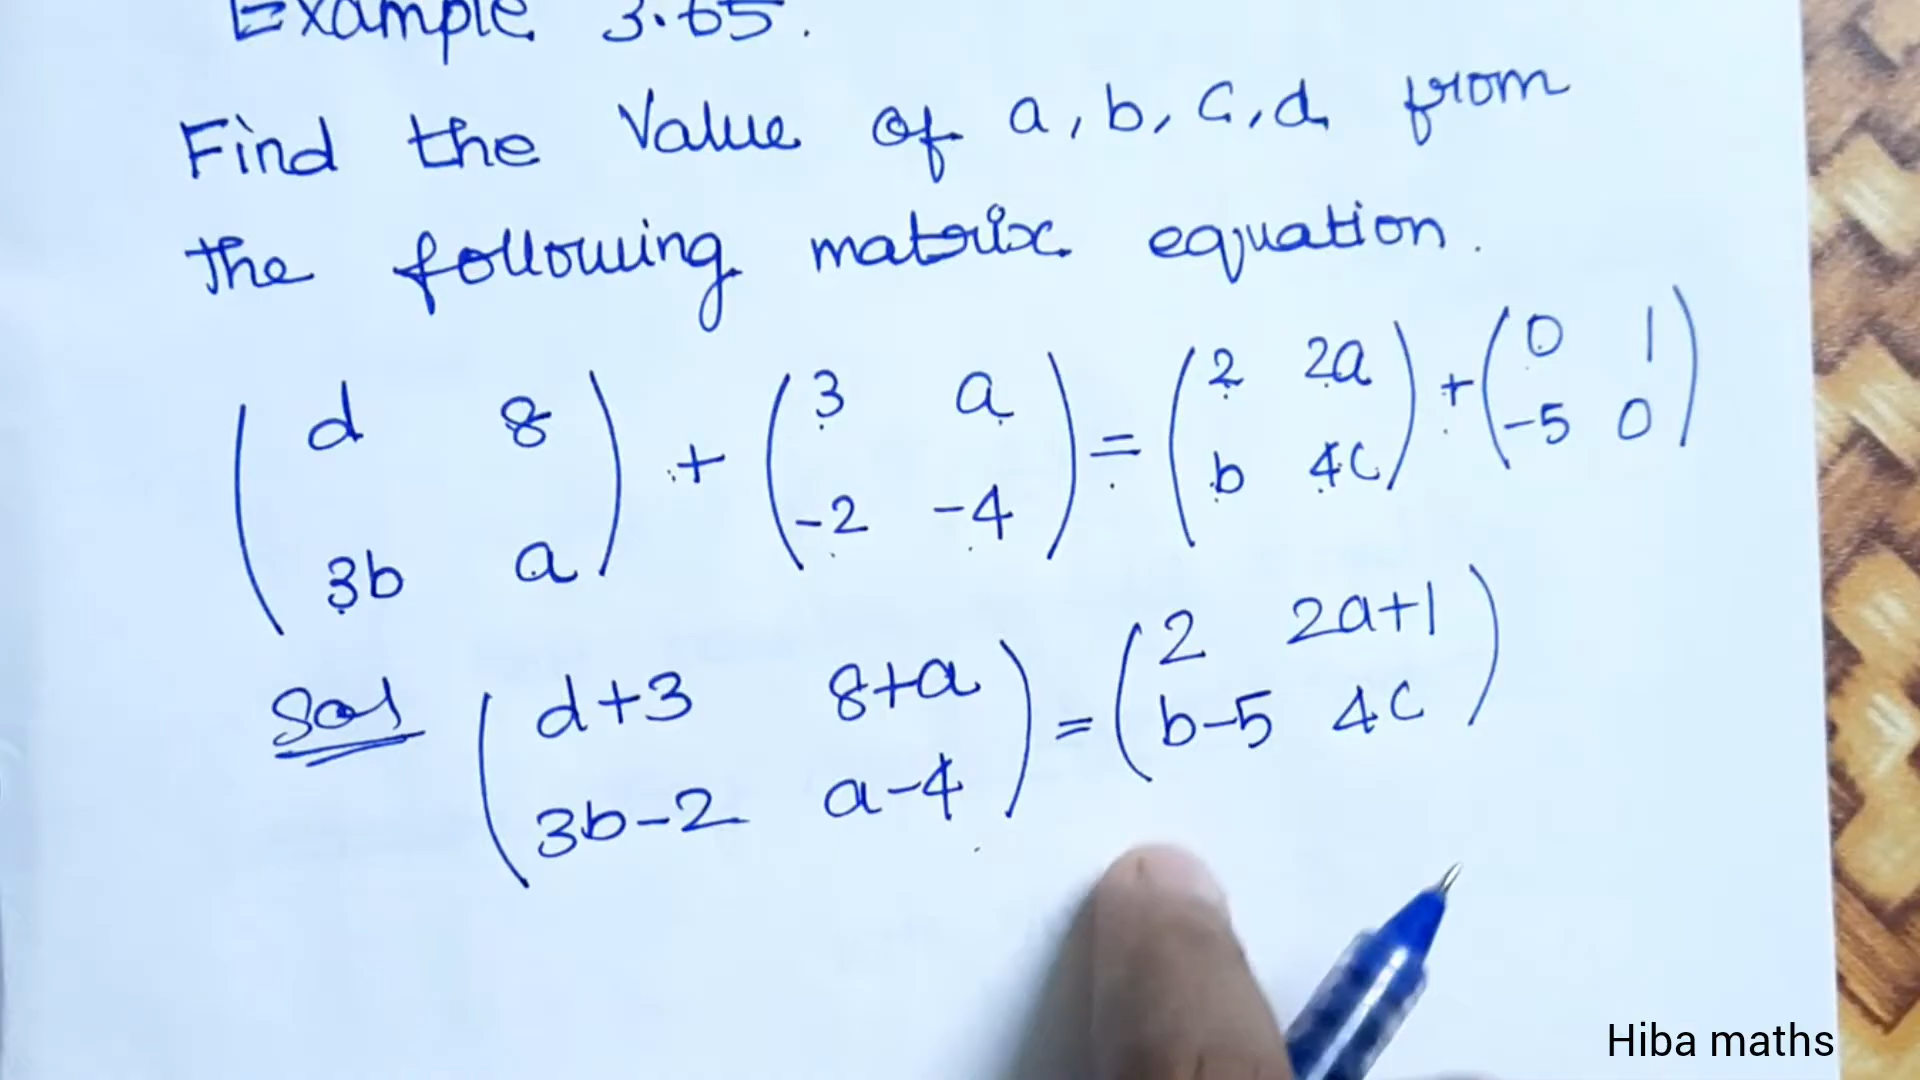 Example 3.65.
Find the Value of a, b, c, d from
the following matrix equation.
( d 8 ) + ( 3 a ) = ( 2 2a ) + ( 0 1 )
( 3b a ) ( -2 -4 ) ( b 4c ) ( -5 0 )
Sol ( d+3 8+a ) = ( 2 2a+1 )
( 3b-2 a-4 ) ( b-5 4c )
Hiba maths